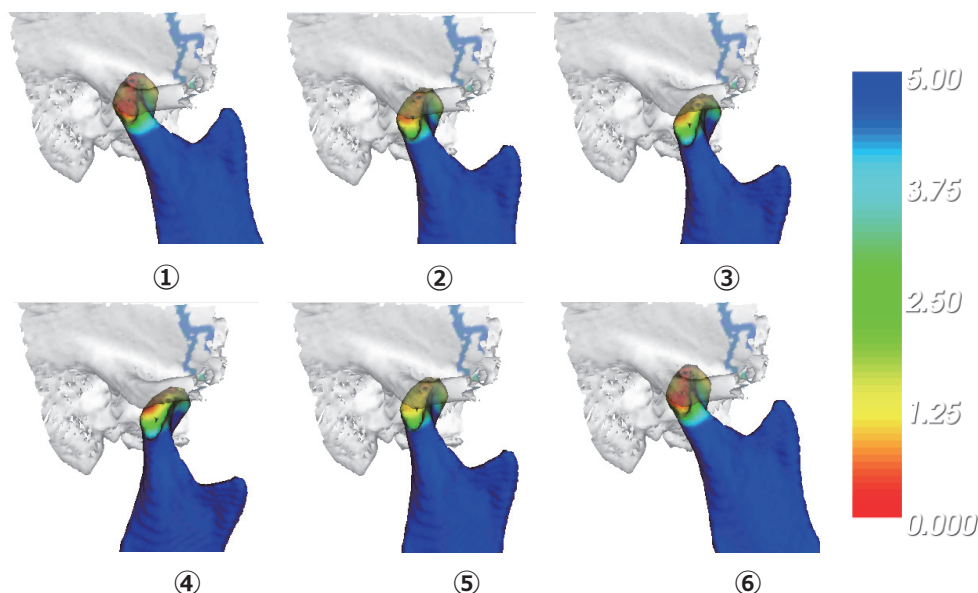 ① ② ③
④ ⑤ ⑥
5.00
3.75
2.50
1.25
0.000